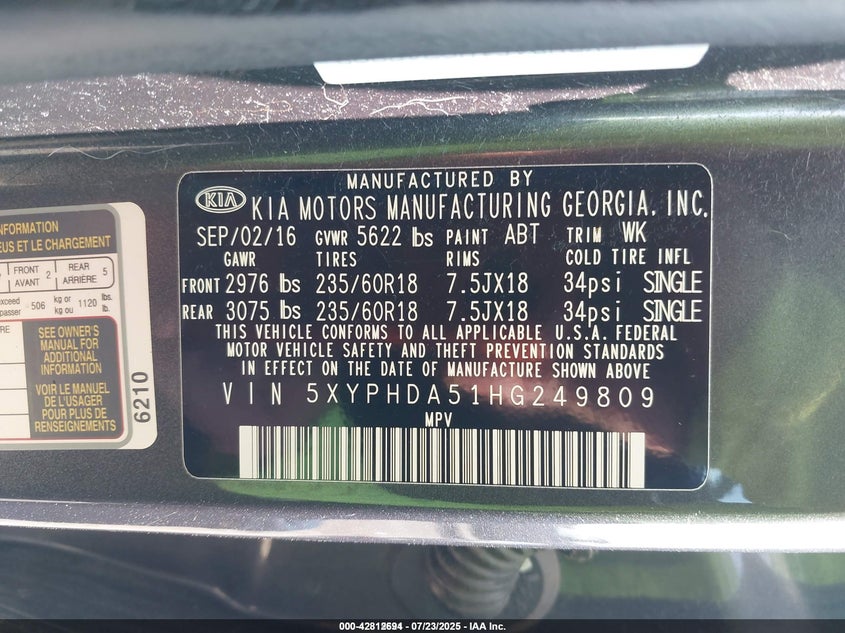 MANUFACTURED BY
KIA KIA MOTORS MANUFACTURING GEORGIA, INC.
SEP/02/16 GVWR 5622 lbs PAINT ABT TRIM WK
GAWR TIRES RIMS COLD TIRE INFL
FRONT 2976 lbs 235/60R18 7.5JX18 34psi SINGLE
REAR 3075 lbs 235/60R18 7.5JX18 34psi SINGLE
THIS VEHICLE CONFORMS TO ALL APPLICABLE U.S.A. FEDERAL
MOTOR VEHICLE SAFETY AND THEFT PREVENTION STANDARDS
IN EFFECT ON THE DATE OF MANUFACTURE SHOWN ABOVE
VIN 5XYPHDA51HG249809
MPV
INFORMATION
EUS ET LE CHARGEMENT
FRONT 2 REAR 5
AVANT ARRIÈRE
506 kg or 1120 lbs.
kg ou lb.
SEE OWNER'S
MANUAL FOR
ADDITIONAL
INFORMATION
VOIR LE MANUEL
DE L'USAGER
POUR PLUS DE
RENSEIGNEMENTS
6210
000-42812694 - 07/23/2025 - IAA Inc.